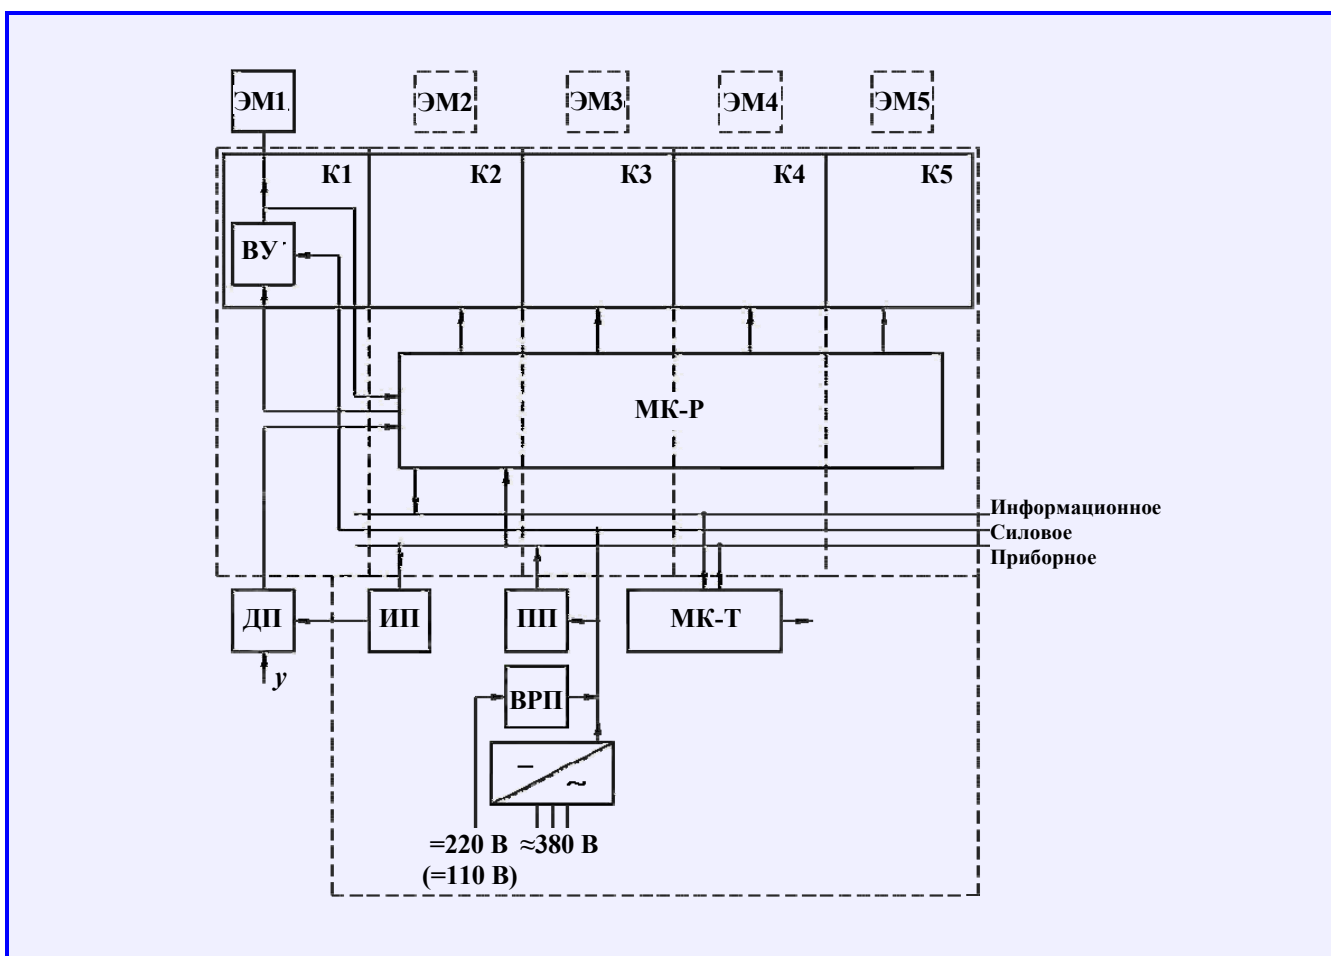 ЭМ1 ЭМ2 ЭМ3 ЭМ4 ЭМ5
К1 К2 К3 К4 К5
ВУ
МК-Р
Информационное
Силовое
Приборное
ДП ИП ПП МК-Т
y
ВРП
–
~
=220 В ≈380 В
(=110 В)